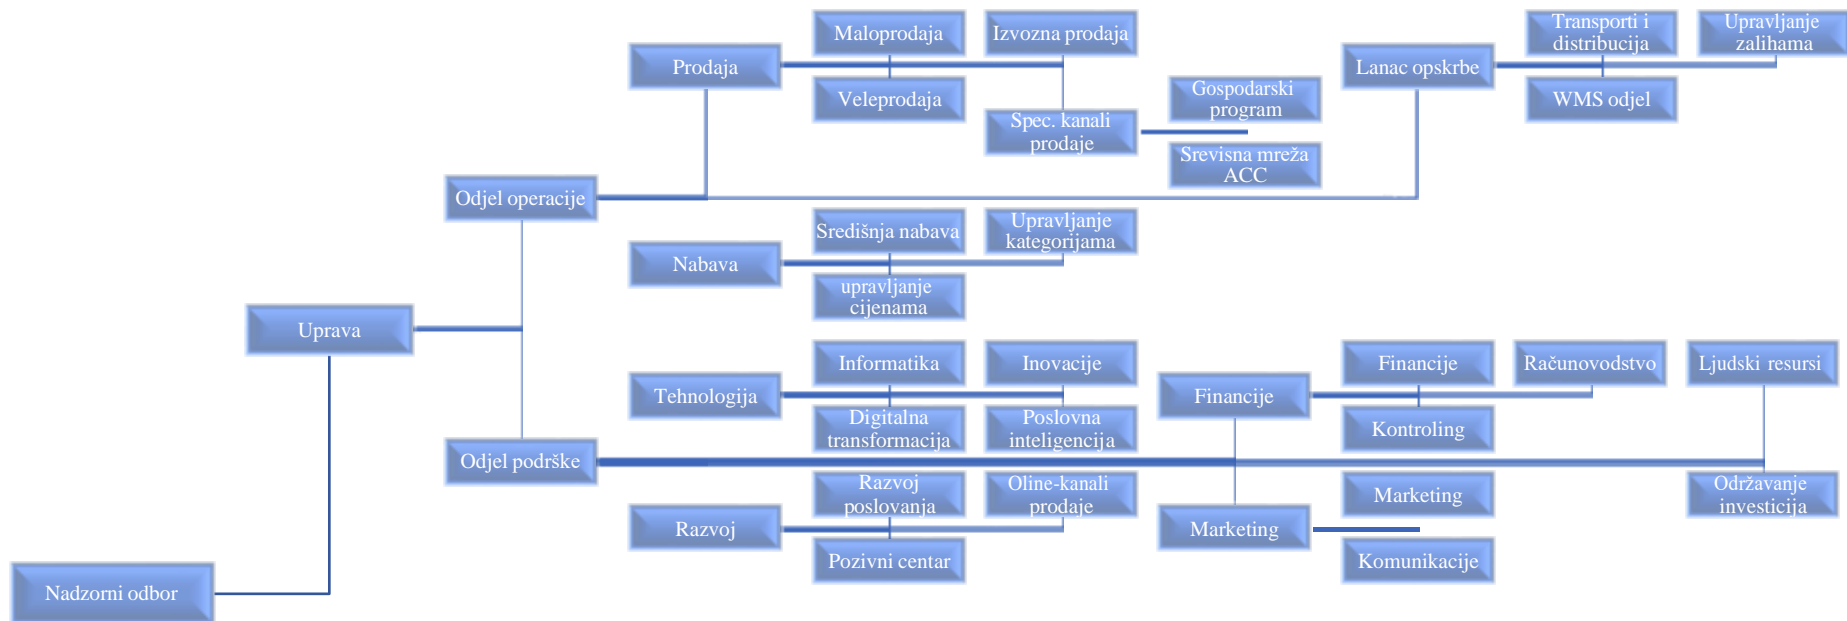 Maloprodaja
Izvozna prodaja
Transporti i
distribucija
Upravljanje
zalihama
Prodaja
Lanac opskrbe
Veleprodaja
Gospodarski
program
WMS odjel
Spec. kanali
prodaje
Srevisna mreža
ACC
Odjel operacije
Središnja nabava
Upravljanje
kategorijama
Nabava
upravljanje
cijenama
Uprava
Informatika
Inovacije
Financije
Računovodstvo
Ljudski resursi
Tehnologija
Financije
Digitalna
transformacija
Poslovna
inteligencija
Kontroling
Odjel podrške
Razvoj
poslovanja
Oline-kanali
prodaje
Marketing
Održavanje
investicija
Razvoj
Marketing
Pozivni centar
Komunikacije
Nadzorni odbor